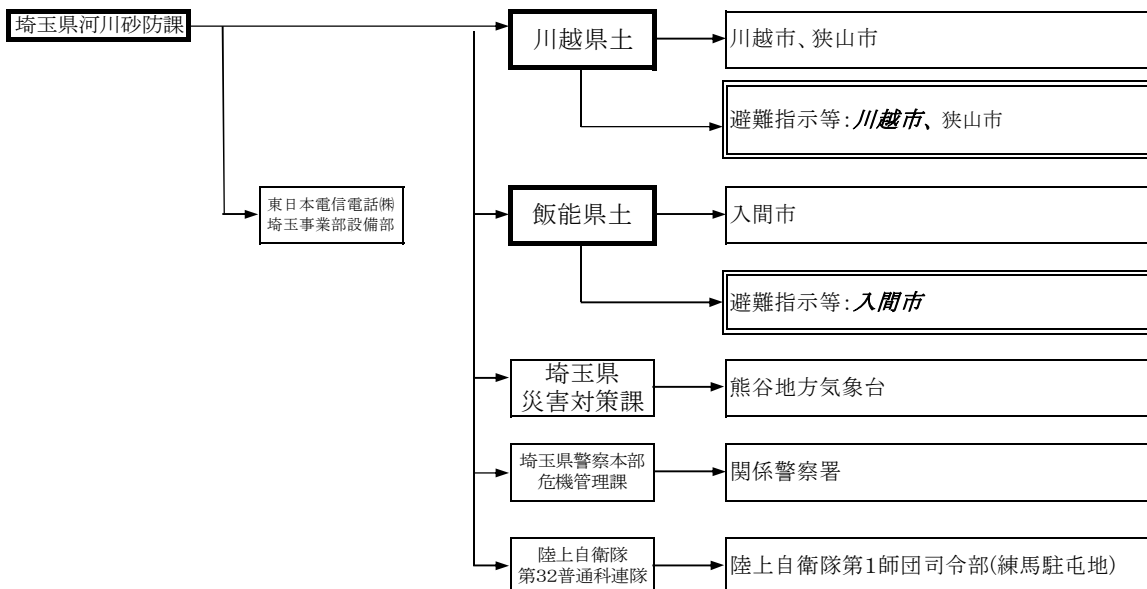 埼玉県河川砂防課
川越県土
川越市、狭山市
避難指示等:川越市、狭山市
東日本電信電話㈱
埼玉事業部設備部
飯能県土
入間市
避難指示等:入間市
埼玉県
災害対策課
熊谷地方気象台
埼玉県警察本部
危機管理課
関係警察署
陸上自衛隊
第32普通科連隊
陸上自衛隊第1師団司令部(練馬駐屯地)